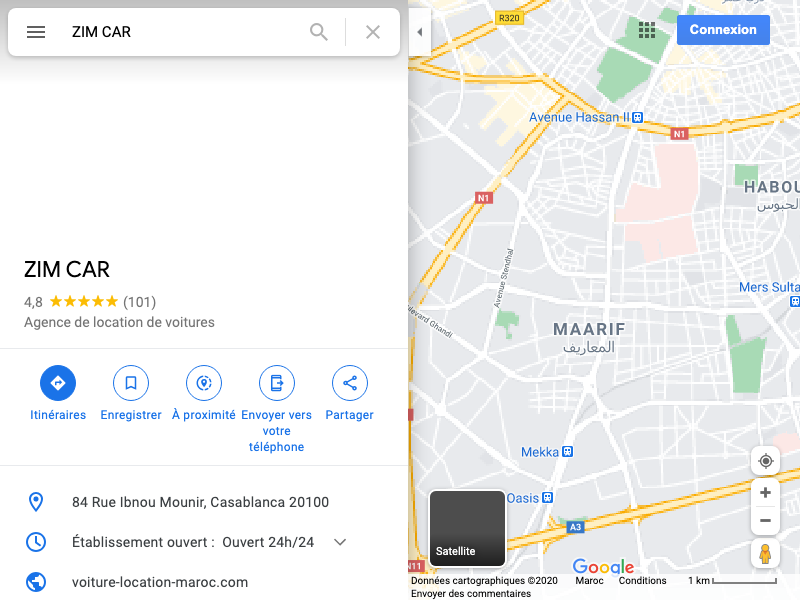 ZIM CAR
ZIM CAR
4,8 (101)
Agence de location de voitures
Itinéraires
Enregistrer
À proximité
Envoyer vers
votre
téléphone
Partager
84 Rue Ibnou Mounir, Casablanca 20100
Établissement ouvert : Ouvert 24h/24
voiture-location-maroc.com
R320
Connexion
Avenue Hassan II
N1
N1
HABOU
الحبوس
Avenue Stendhal
Mers Sulta
levard Ghandi
MAARIF
المعاريف
Mekka
Oasis
A3
Satellite
N11
Google
Données cartographiques ©2020 Maroc Conditions 1 km
Envoyer des commentaires